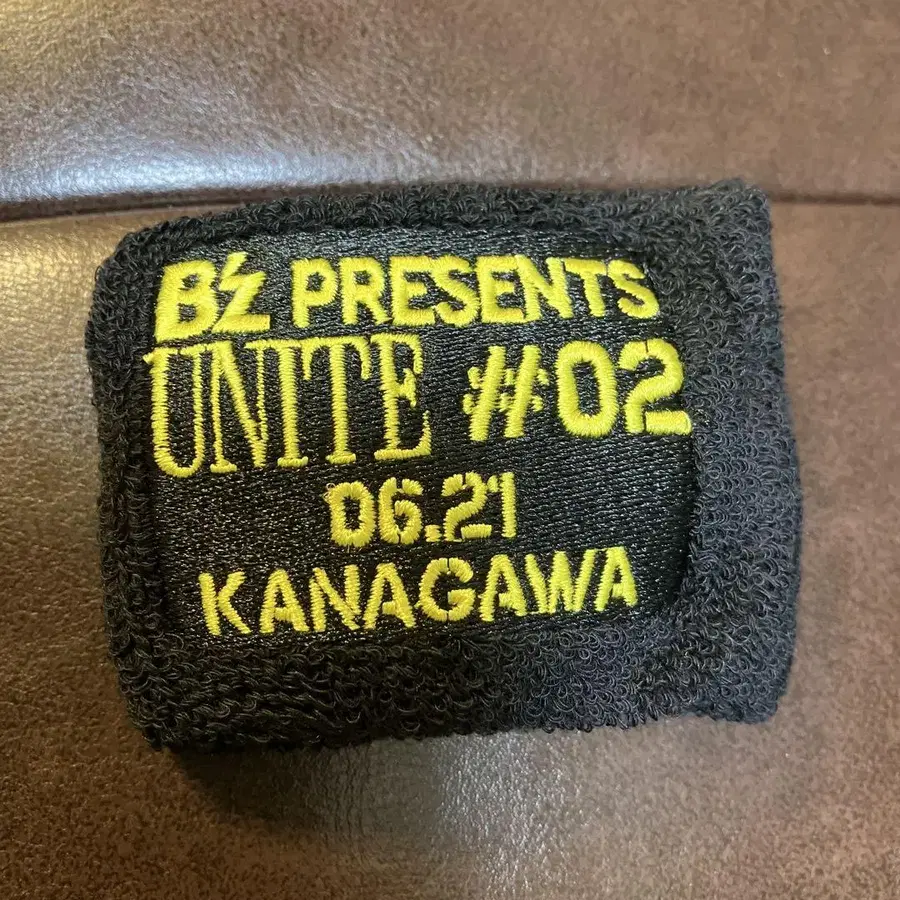 B'z PRESENTS
UNITE #02
06.21
KANAGAWA